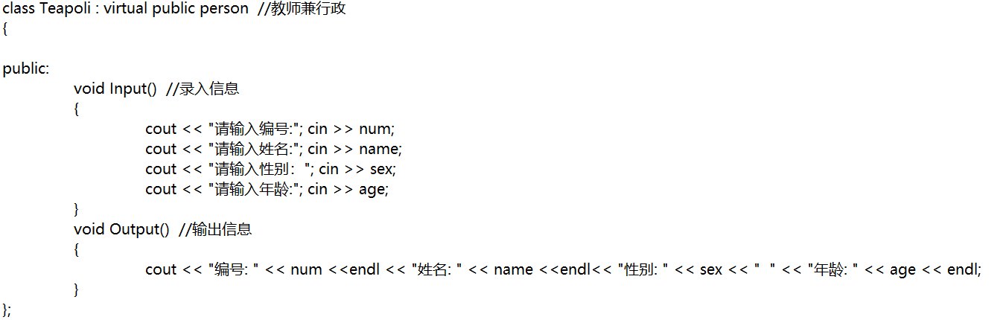 class Teapoli : virtual public person  //教师兼行政
{
public:
void Input()  //录入信息
{
cout << "请输入编号:"; cin >> num;
cout << "请输入姓名:"; cin >> name;
cout << "请输入性别："; cin >> sex;
cout << "请输入年龄:"; cin >> age;
}
void Output()  //输出信息
{
cout << "编号: " << num <<endl << "姓名: " << name <<endl<< "性别: " << sex << "  " << "年龄: " << age << endl;
}
};